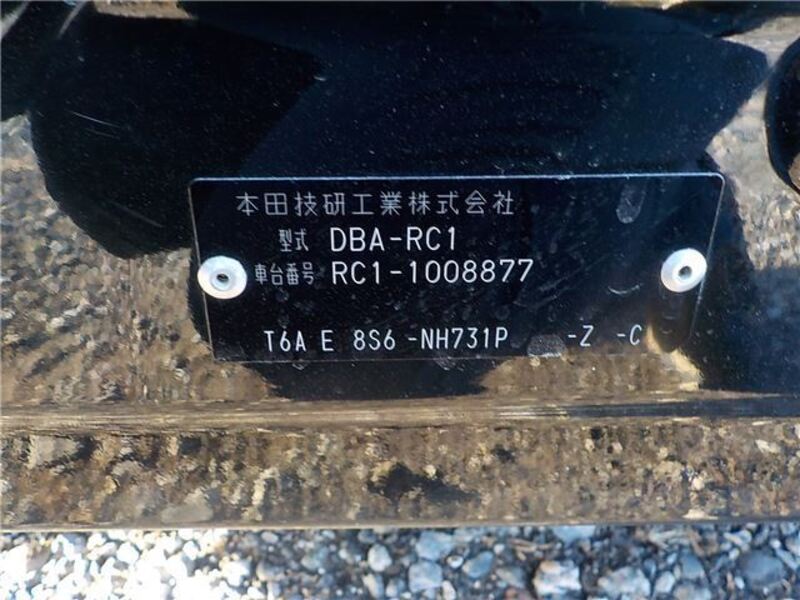 本田技研工業株式会社
型式 DBA-RC1
車台番号 RC1-1008877
T6A E 8S6 -NH731P -Z -C